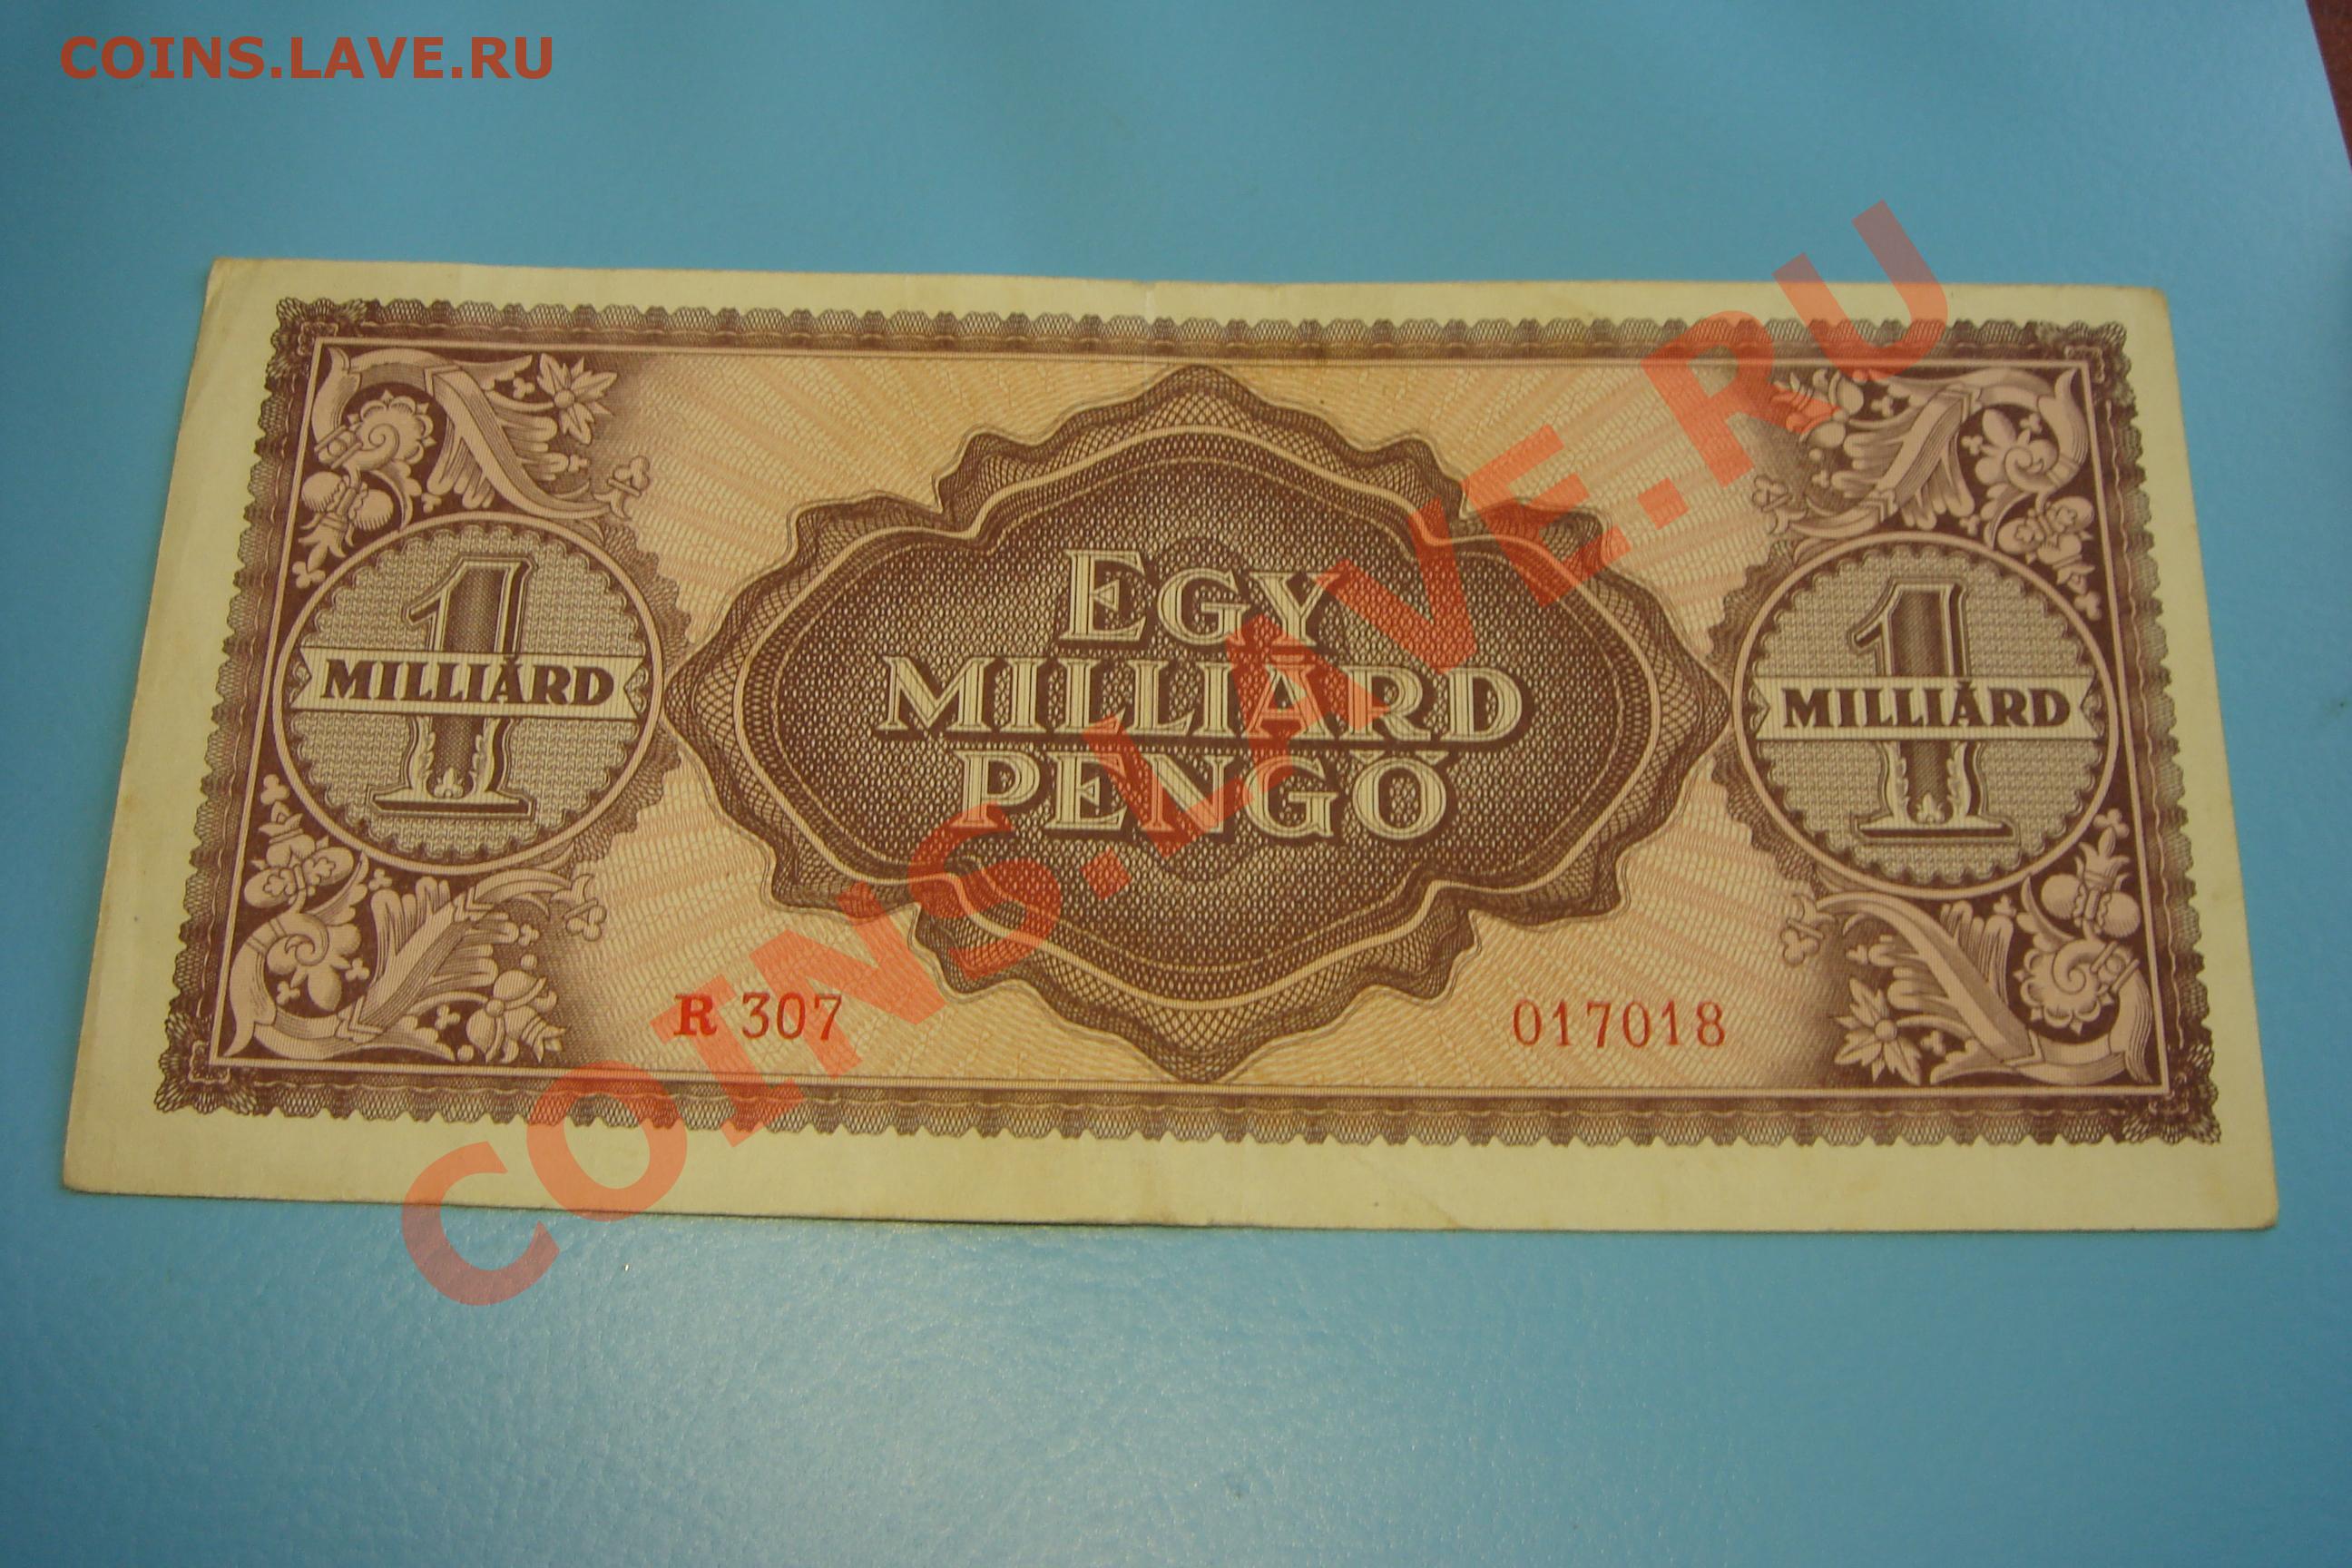 COINS.LAVE.RU
EGY
MILLIÁRD
PENGŐ
1
MILLIÁRD
1
MILLIÁRD
R 307
017018
COINS.LAVE.RU